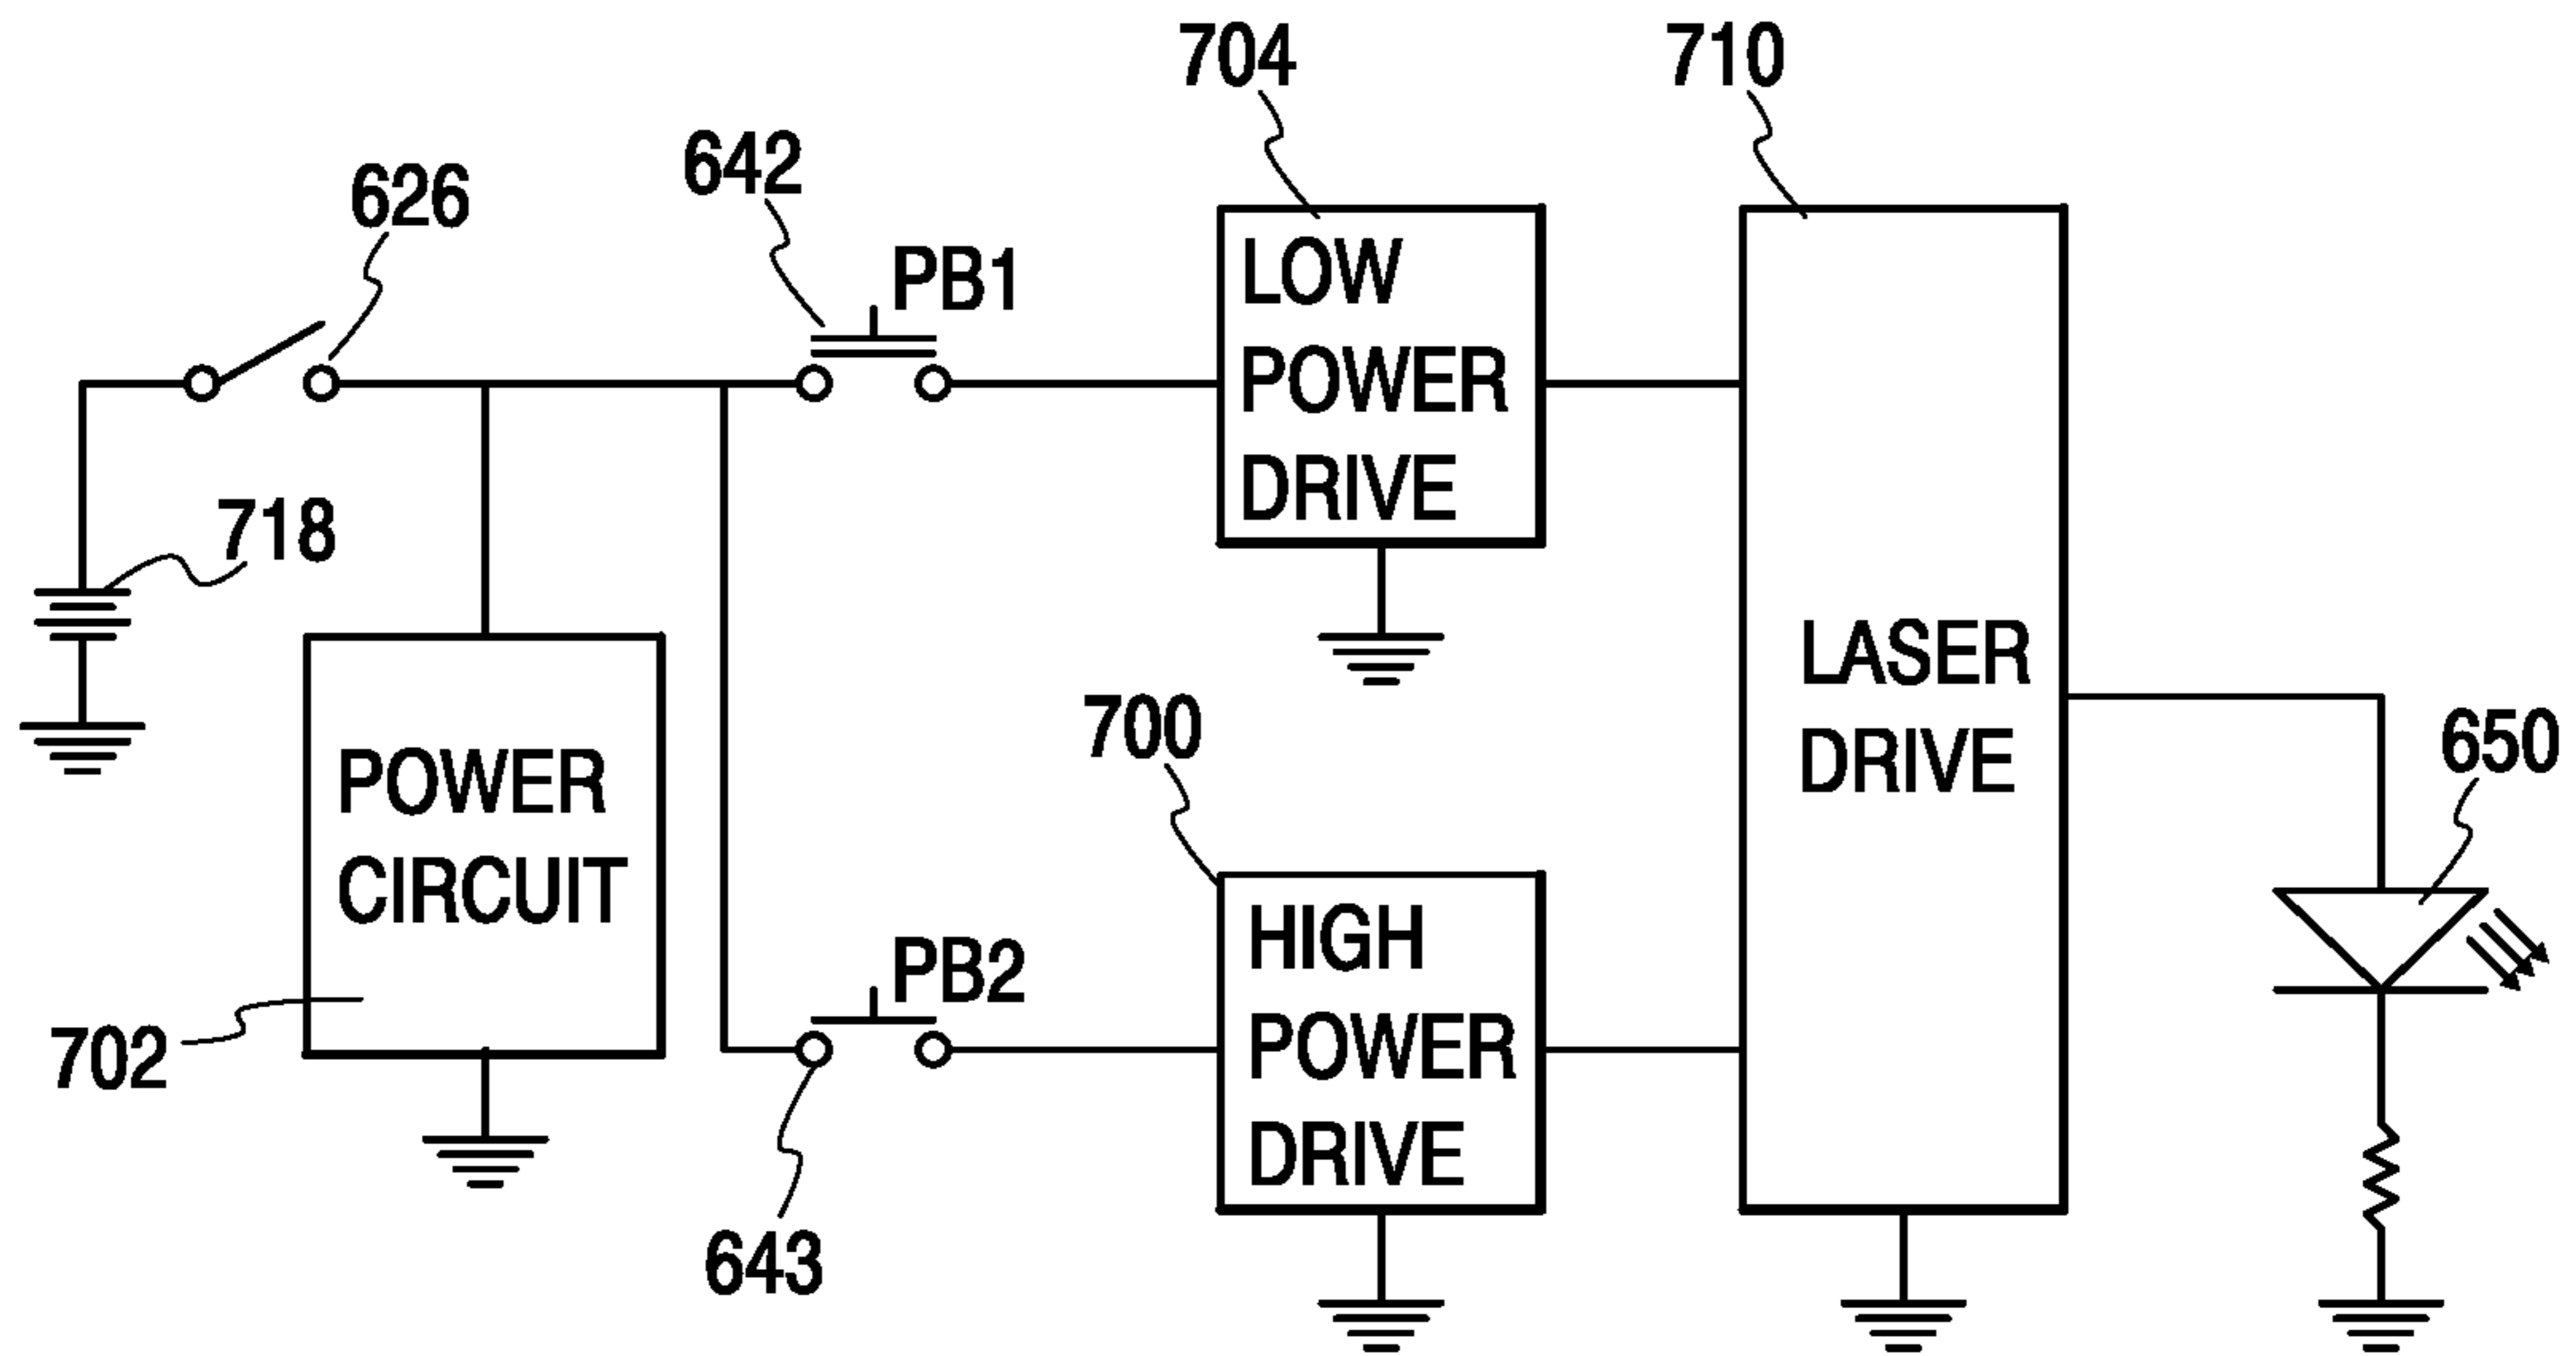 704
710
642
626
PB1
LOW
POWER
DRIVE
718
LASER
DRIVE
700
650
POWER
CIRCUIT
PB2
HIGH
POWER
DRIVE
702
643